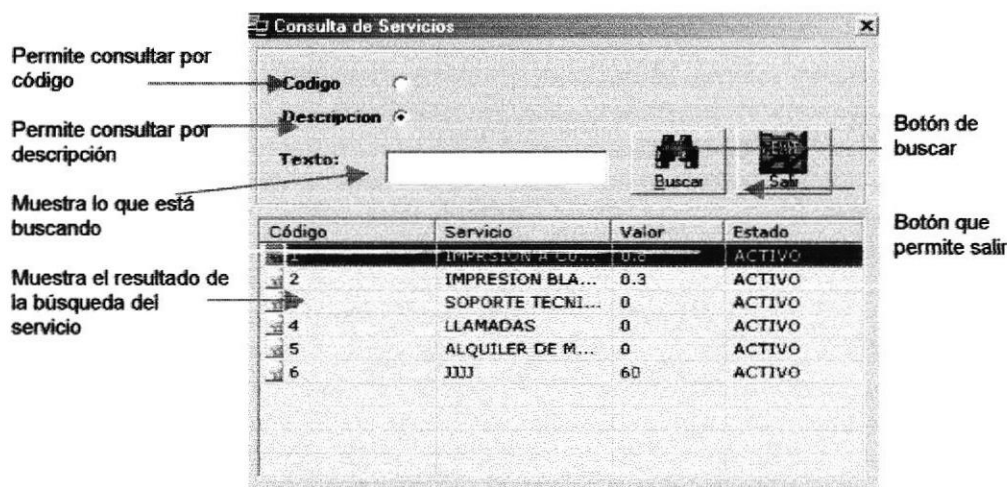 Consulta de Servicios
Permite consultar por
código
Codigo
Descripcion
Permite consultar por
descripción
Texto:
Buscar
Salir
Botón de
buscar
Muestra lo que está
buscando
Botón que
permite salir
Código Servicio Valor Estado
1 IMPRSION A CO... 0.8 ACTIVO
2 IMPRESION BLA... 0.3 ACTIVO
SOPORTE TECNI... 0 ACTIVO
4 LLAMADAS 0 ACTIVO
5 ALQUILER DE M... 0 ACTIVO
6 JJJJ 60 ACTIVO
Muestra el resultado de
la búsqueda del
servicio